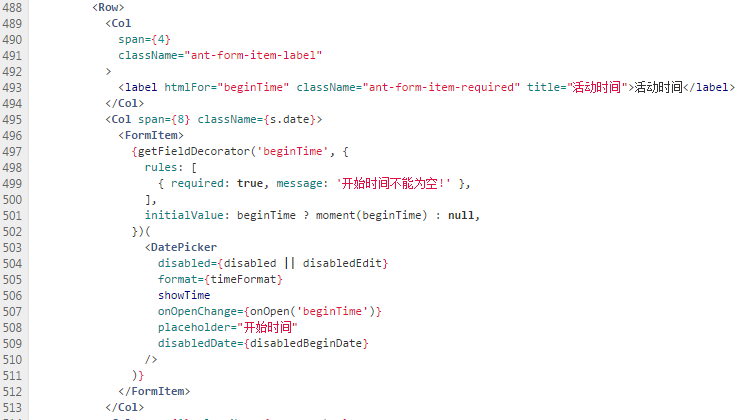 488 <Row>
489 <Col
490 span={4}
491 className="ant-form-item-label"
492 >
493 <label htmlFor="beginTime" className="ant-form-item-required" title="活动时间">活动时间</label>
494 </Col>
495 <Col span={8} className={s.date}>
496 <FormItem>
497 {getFieldDecorator('beginTime', {
498 rules: [
499 { required: true, message: '开始时间不能为空!' },
500 ],
501 initialValue: beginTime ? moment(beginTime) : null,
502 })(
503 <DatePicker
504 disabled={disabled || disabledEdit}
505 format={timeFormat}
506 showTime
507 onOpenChange={onOpen('beginTime')}
508 placeholder="开始时间"
509 disabledDate={disabledBeginDate}
510 />
511 )}
512 </FormItem>
513 </Col>